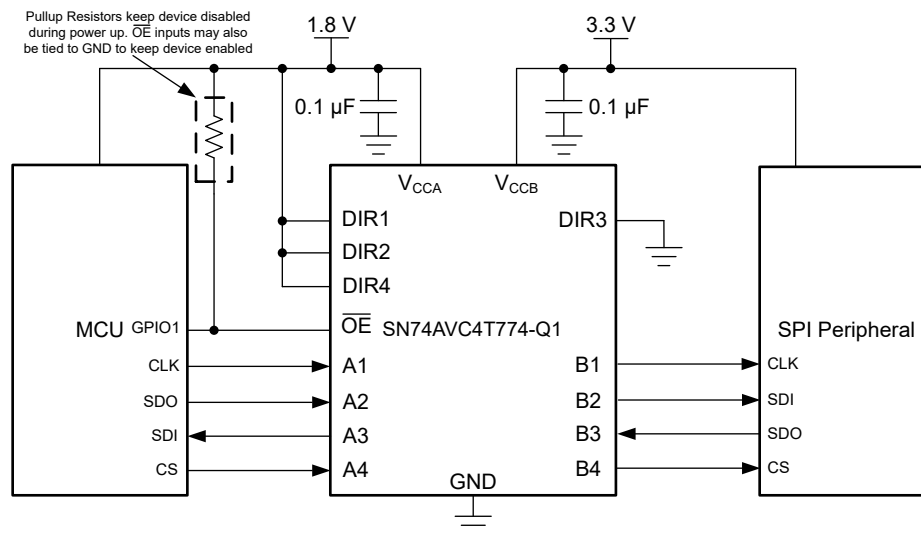 Pullup Resistors keep device disabled
during power up. OE inputs may also
be tied to GND to keep device enabled
1.8 V
3.3 V
0.1 µF
0.1 µF
VCCA
VCCB
DIR1
DIR3
DIR2
DIR4
MCU
GPIO1
OE
SN74AVC4T774-Q1
SPI Peripheral
CLK
A1
B1
CLK
SDO
A2
B2
SDI
SDI
A3
B3
SDO
CS
A4
B4
CS
GND